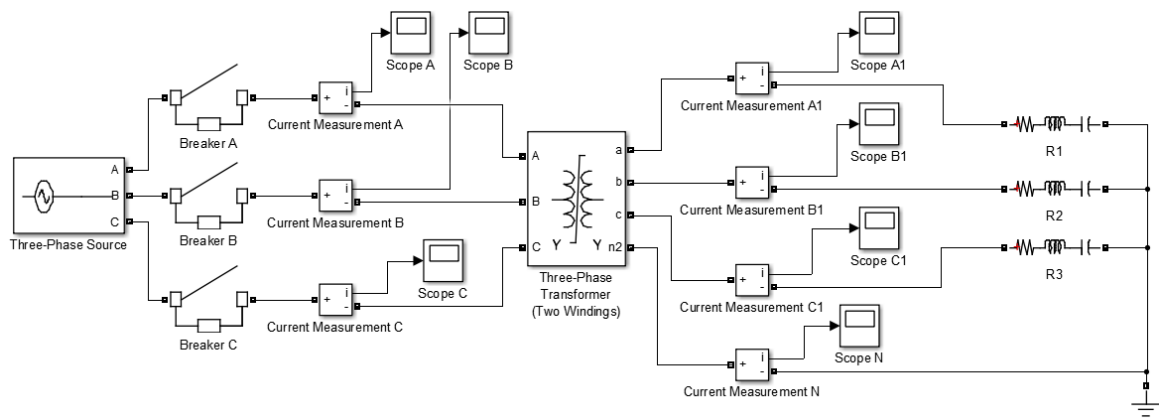 Scope A
Scope B
Scope A1
i
+
-
Current Measurement A
Breaker A
i
+
-
Current Measurement A1
R1
A
B
C
Three-Phase Source
i
+
-
Current Measurement B
Breaker B
A
B
C
a
b
c
n2
Y
Y
Three-Phase
Transformer
(Two Windings)
Scope B1
i
+
-
Current Measurement B1
R2
Scope C
i
+
-
Current Measurement C
Breaker C
Scope C1
i
+
-
Current Measurement C1
R3
Scope N
i
+
-
Current Measurement N